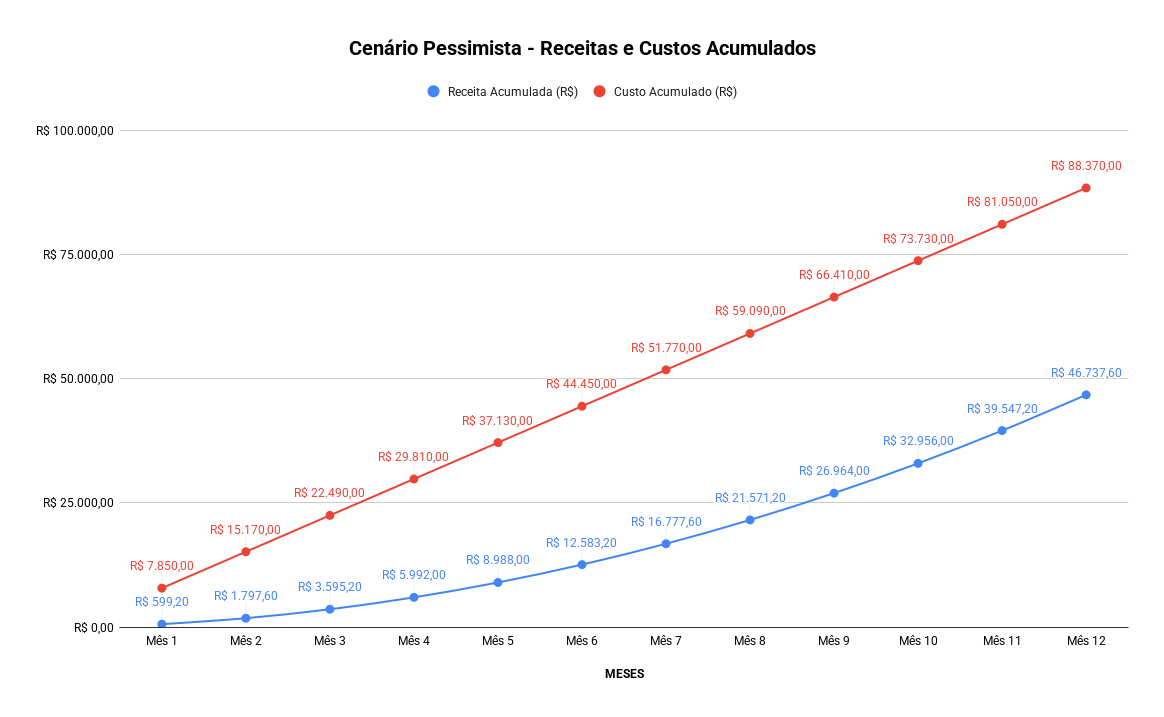 Cenário Pessimista - Receitas e Custos Acumulados
Receita Acumulada (R$) Custo Acumulado (R$)
R$ 100.000,00
R$ 75.000,00
R$ 50.000,00
R$ 25.000,00
R$ 0,00
R$ 7.850,00
R$ 15.170,00
R$ 22.490,00
R$ 29.810,00
R$ 37.130,00
R$ 44.450,00
R$ 51.770,00
R$ 59.090,00
R$ 66.410,00
R$ 73.730,00
R$ 81.050,00
R$ 88.370,00
R$ 599,20
R$ 1.797,60
R$ 3.595,20
R$ 5.992,00
R$ 8.988,00
R$ 12.583,20
R$ 16.777,60
R$ 21.571,20
R$ 26.964,00
R$ 32.956,00
R$ 39.547,20
R$ 46.737,60
Mês 1 Mês 2 Mês 3 Mês 4 Mês 5 Mês 6 Mês 7 Mês 8 Mês 9 Mês 10 Mês 11 Mês 12
MESES